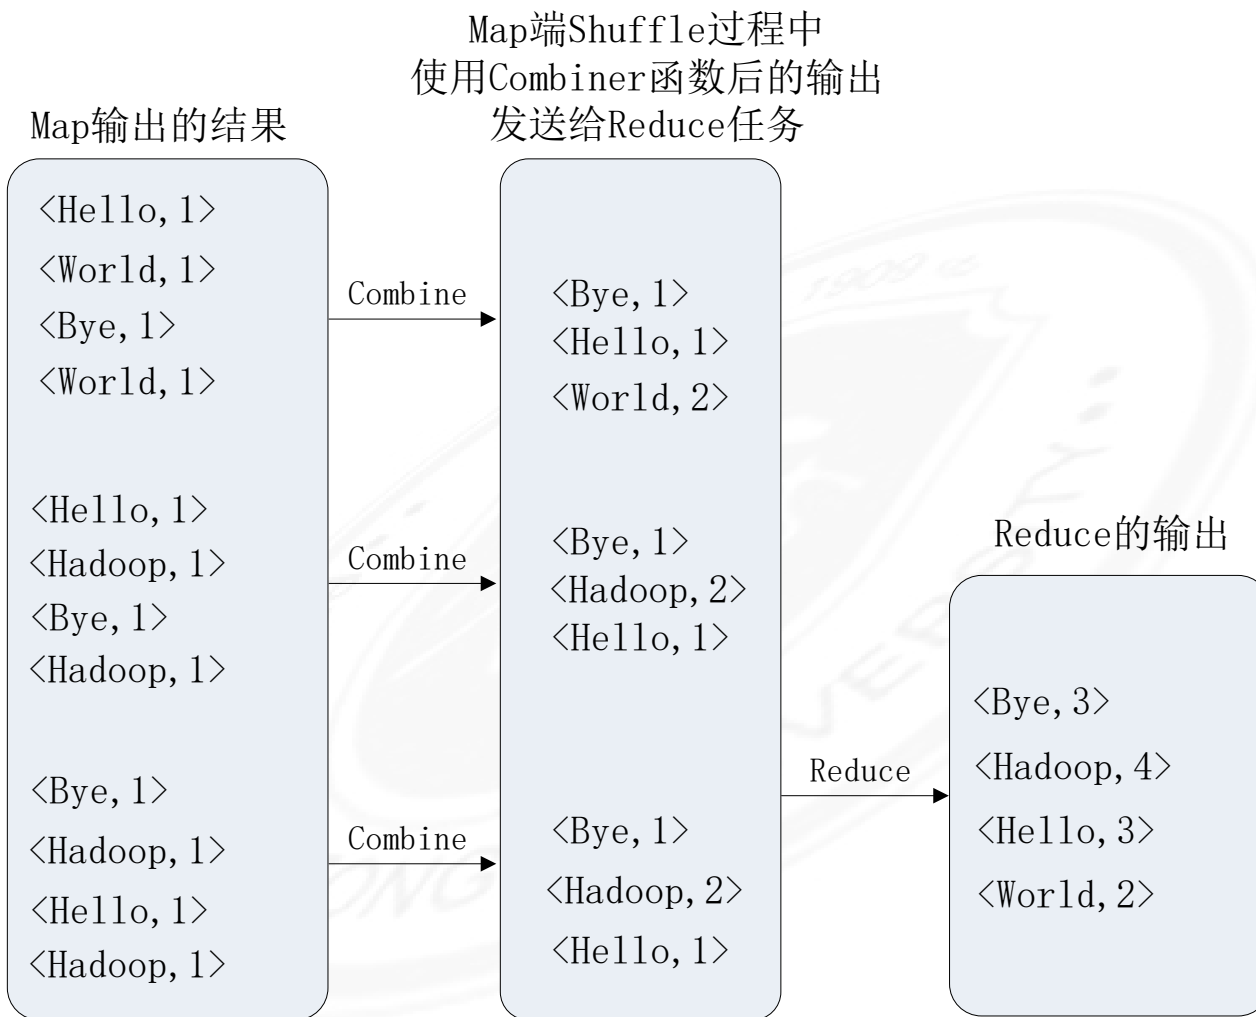 Map端Shuffle过程中
使用Combiner函数后的输出
发送给Reduce任务
Map输出的结果
<Hello,1>
<World,1>
<Bye,1>
<World,1>
<Hello,1>
<Hadoop,1>
<Bye,1>
<Hadoop,1>
<Bye,1>
<Hadoop,1>
<Hello,1>
<Hadoop,1>
Combine
Combine
Combine
<Bye,1>
<Hello,1>
<World,2>
<Bye,1>
<Hadoop,2>
<Hello,1>
<Bye,1>
<Hadoop,2>
<Hello,1>
Reduce
Reduce的输出
<Bye,3>
<Hadoop,4>
<Hello,3>
<World,2>